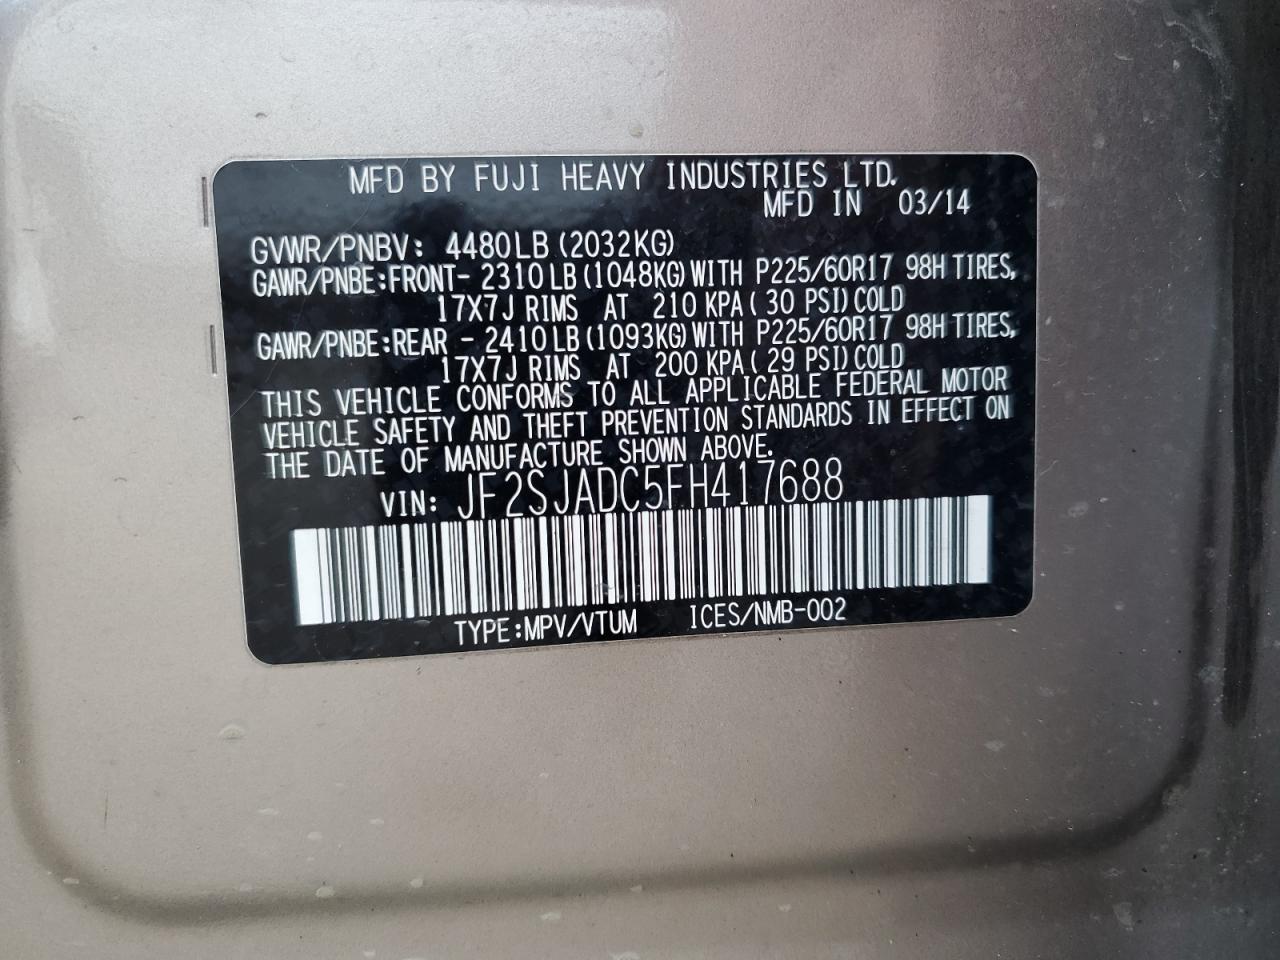 MFD BY FUJI HEAVY INDUSTRIES LTD.
MFD IN 03/14
GVWR/PNBV: 4480LB(2032KG)
GAWR/PNBE:FRONT- 2310LB(1048KG)WITH P225/60R17 98H TIRES,
17X7J RIMS AT 210 KPA( 30 PSI)COLD
GAWR/PNBE:REAR - 2410LB(1093KG)WITH P225/60R17 98H TIRES,
17X7J RIMS AT 200 KPA( 29 PSI)COLD
THIS VEHICLE CONFORMS TO ALL APPLICABLE FEDERAL MOTOR
VEHICLE SAFETY AND THEFT PREVENTION STANDARDS IN EFFECT ON
THE DATE OF MANUFACTURE SHOWN ABOVE.
VIN: JF2SJADC5FH417688
TYPE:MPV/VTUM ICES/NMB-002